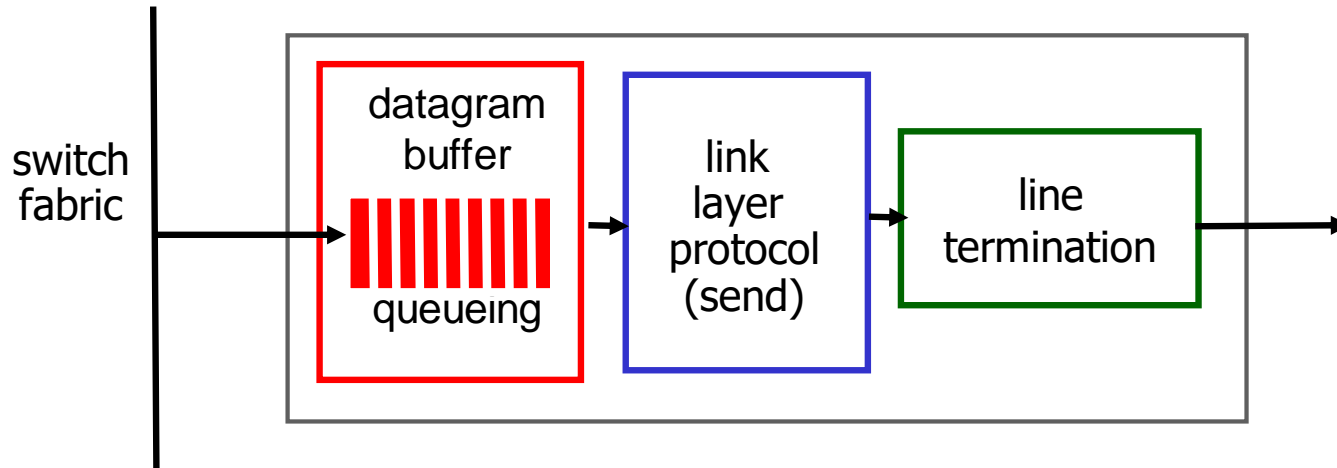 switch
fabric
datagram
buffer
queueing
link
layer
protocol
(send)
line
termination